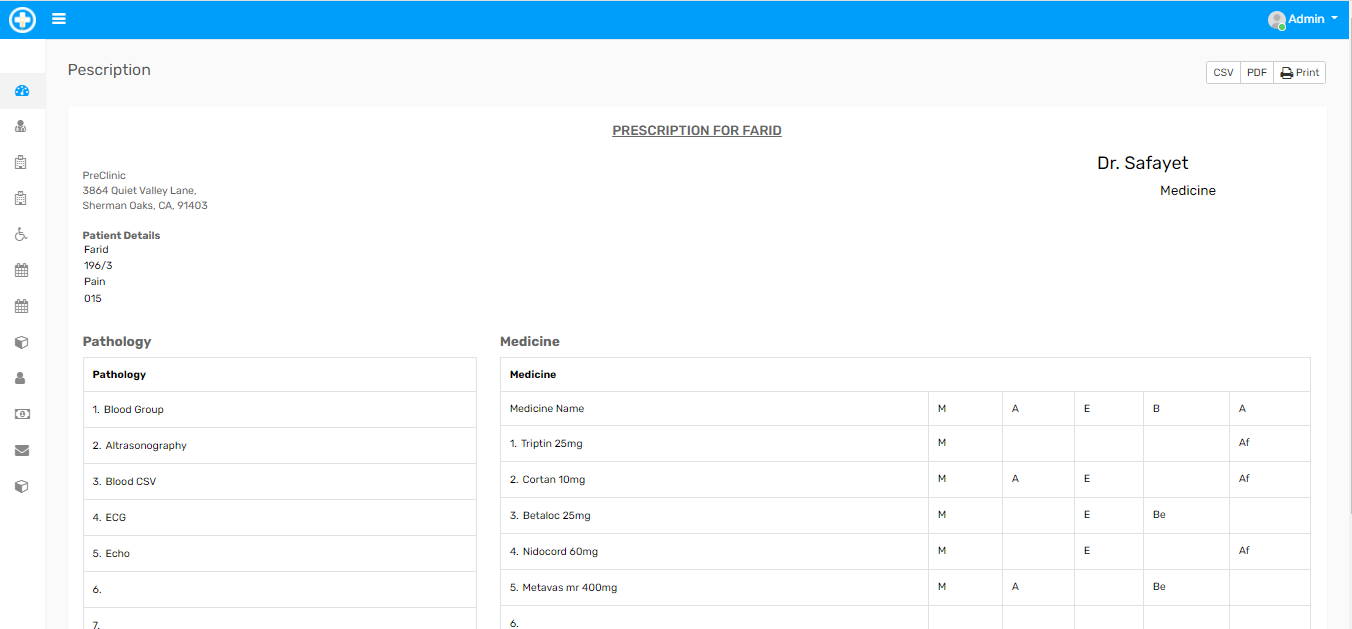 Admin
Pescription
CSV PDF Print
PRESCRIPTION FOR FARID
Dr. Safayet
Medicine
PreClinic
3864 Quiet Valley Lane,
Sherman Oaks, CA, 91403
Patient Details
Farid
196/3
Pain
015
Pathology
Pathology
1. Blood Group
2. Altrasonography
3. Blood CSV
4. ECG
5. Echo
6.
7.
Medicine
Medicine
Medicine Name M A E B A
1. Triptin 25mg M Af
2. Cortan 10mg M A E Af
3. Betaloc 25mg M E Be
4. Nidocord 60mg M E Af
5. Metavas mr 400mg M A Be
6.